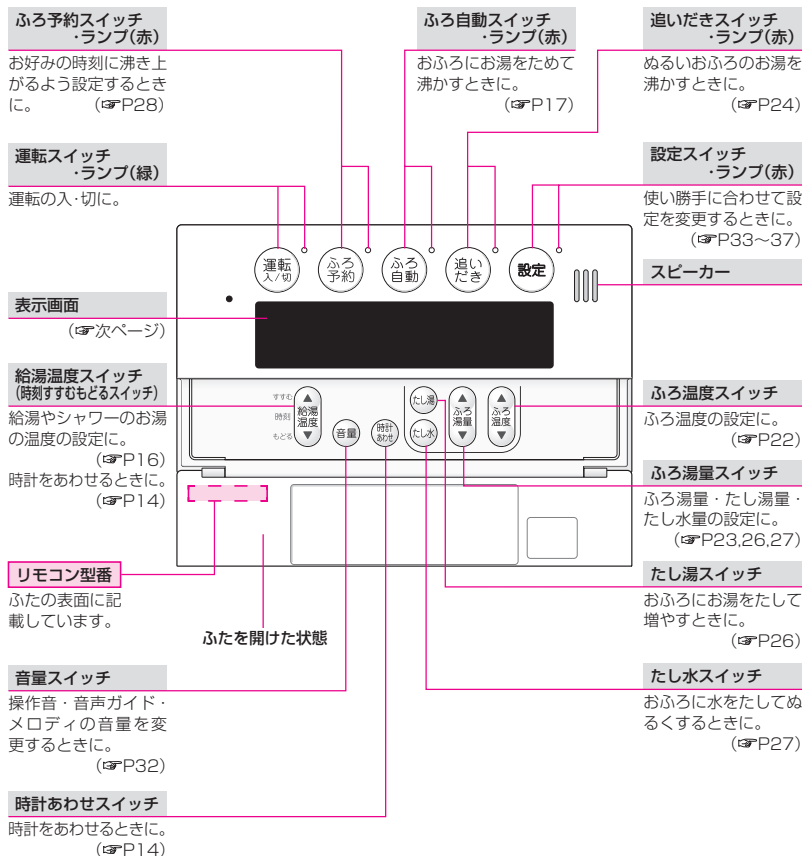 ふろ予約スイッチ
・ランプ(赤)
お好みの時刻に沸き上
がるよう設定するとき
に。 (☞P28)
ふろ自動スイッチ
・ランプ(赤)
おふろにお湯をためて
沸かすときに。
(☞P17)
追いだきスイッチ
・ランプ(赤)
ぬるいおふろのお湯を
沸かすときに。
(☞P24)
運転スイッチ
・ランプ(緑)
運転の入・切に。
設定スイッチ
・ランプ(赤)
使い勝手に合わせて設
定を変更するときに。
(☞P33〜37)
スピーカー
表示画面
(☞次ページ)
運転
入/切
ふろ
予約
ふろ
自動
追い
だき
設定
給湯温度スイッチ
(時刻すすむもどるスイッチ)
給湯やシャワーのお湯
の温度の設定に。
(☞P16)
時計をあわせるときに。
(☞P14)
すすむ
時刻
もどる
▲
給湯
温度
▼
音量
時計
あわせ
たし湯
たし水
▲
ふろ
湯量
▼
▲
ふろ
温度
▼
ふろ温度スイッチ
ふろ温度の設定に。
(☞P22)
ふろ湯量スイッチ
ふろ湯量・たし湯量・
たし水量の設定に。
(☞P23,26,27)
リモコン型番
ふたの表面に記
載しています。
ふたを開けた状態
たし湯スイッチ
おふろにお湯をたして
増やすときに。
(☞P26)
音量スイッチ
操作音・音声ガイド・
メロディの音量を変
更するときに。
(☞P32)
たし水スイッチ
おふろに水をたしてぬ
るくするときに。
(☞P27)
時計あわせスイッチ
時計をあわせるときに。
(☞P14)